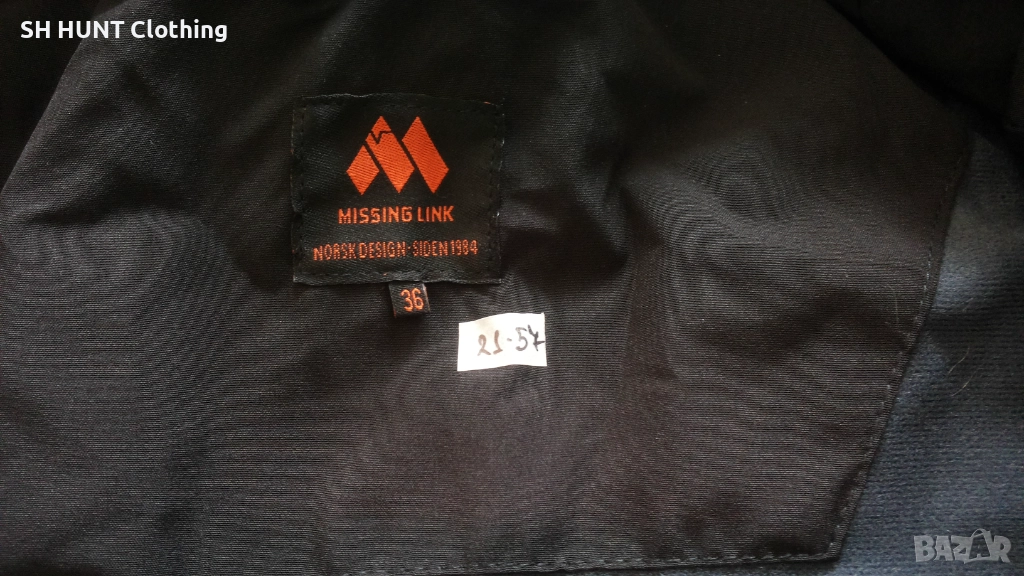 SH HUNT Clothing
MISSING LINK
NORSK DESIGN-SIDEN 1984
36
21-57
BAZAR